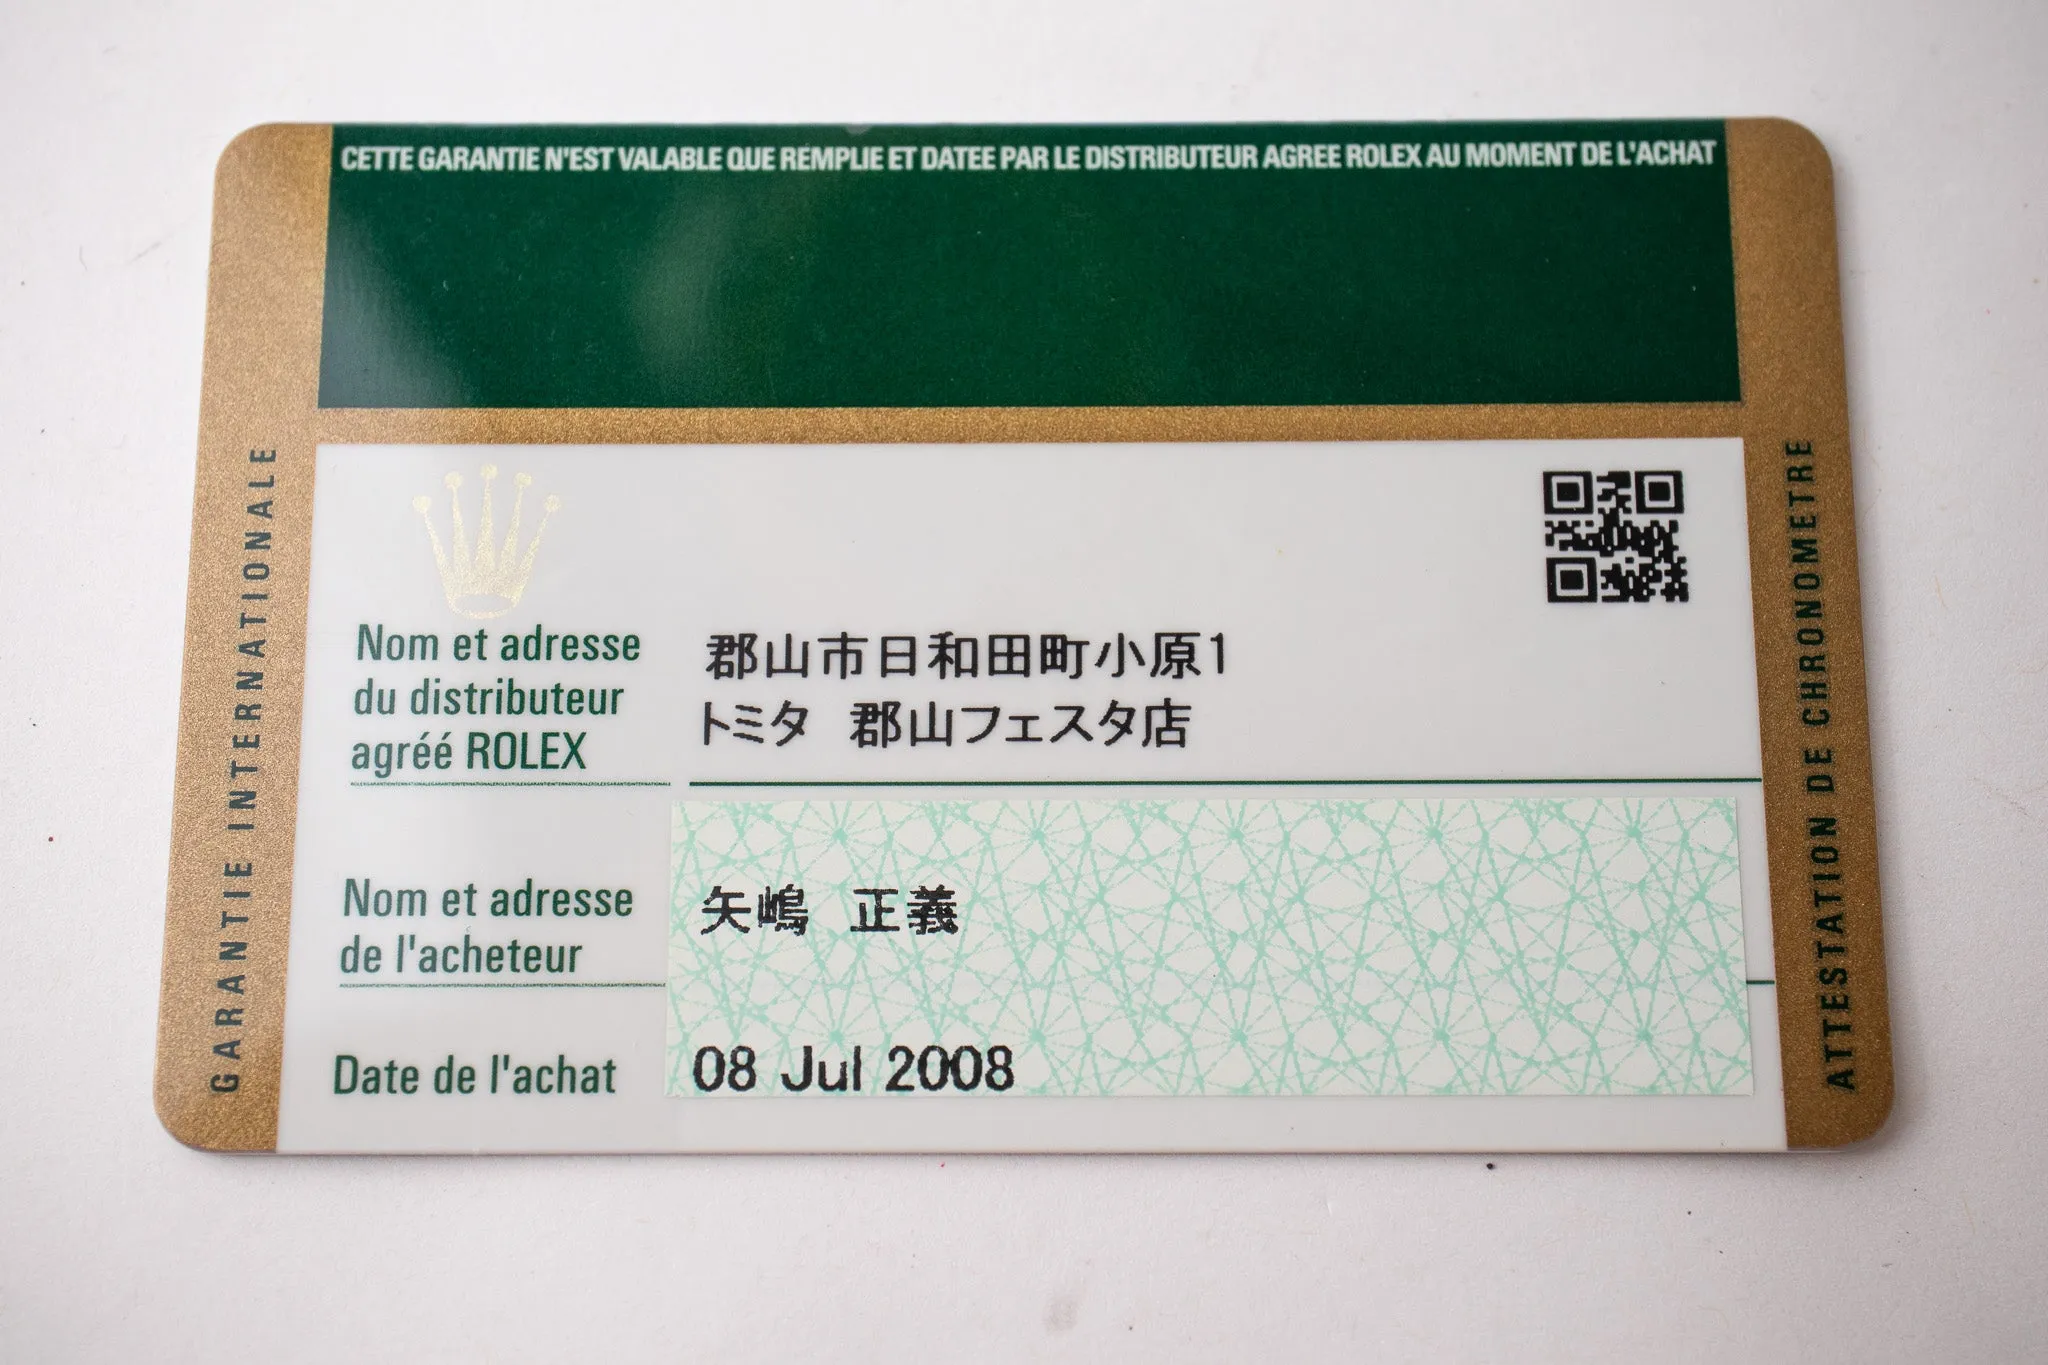 CETTE GARANTIE N'EST VALABLE QUE REMPLIE ET DATEE PAR LE DISTRIBUTEUR AGREE ROLEX AU MOMENT DE L'ACHAT
GARANTIE INTERNATIONALE
Nom et adresse
du distributeur
agréé ROLEX
郡山市日和田町小原1
トミタ 郡山フェスタ店
Nom et adresse
de l'acheteur
矢嶋 正義
Date de l'achat
08 Jul 2008
ATTESTATION DE CHRONOMETRE